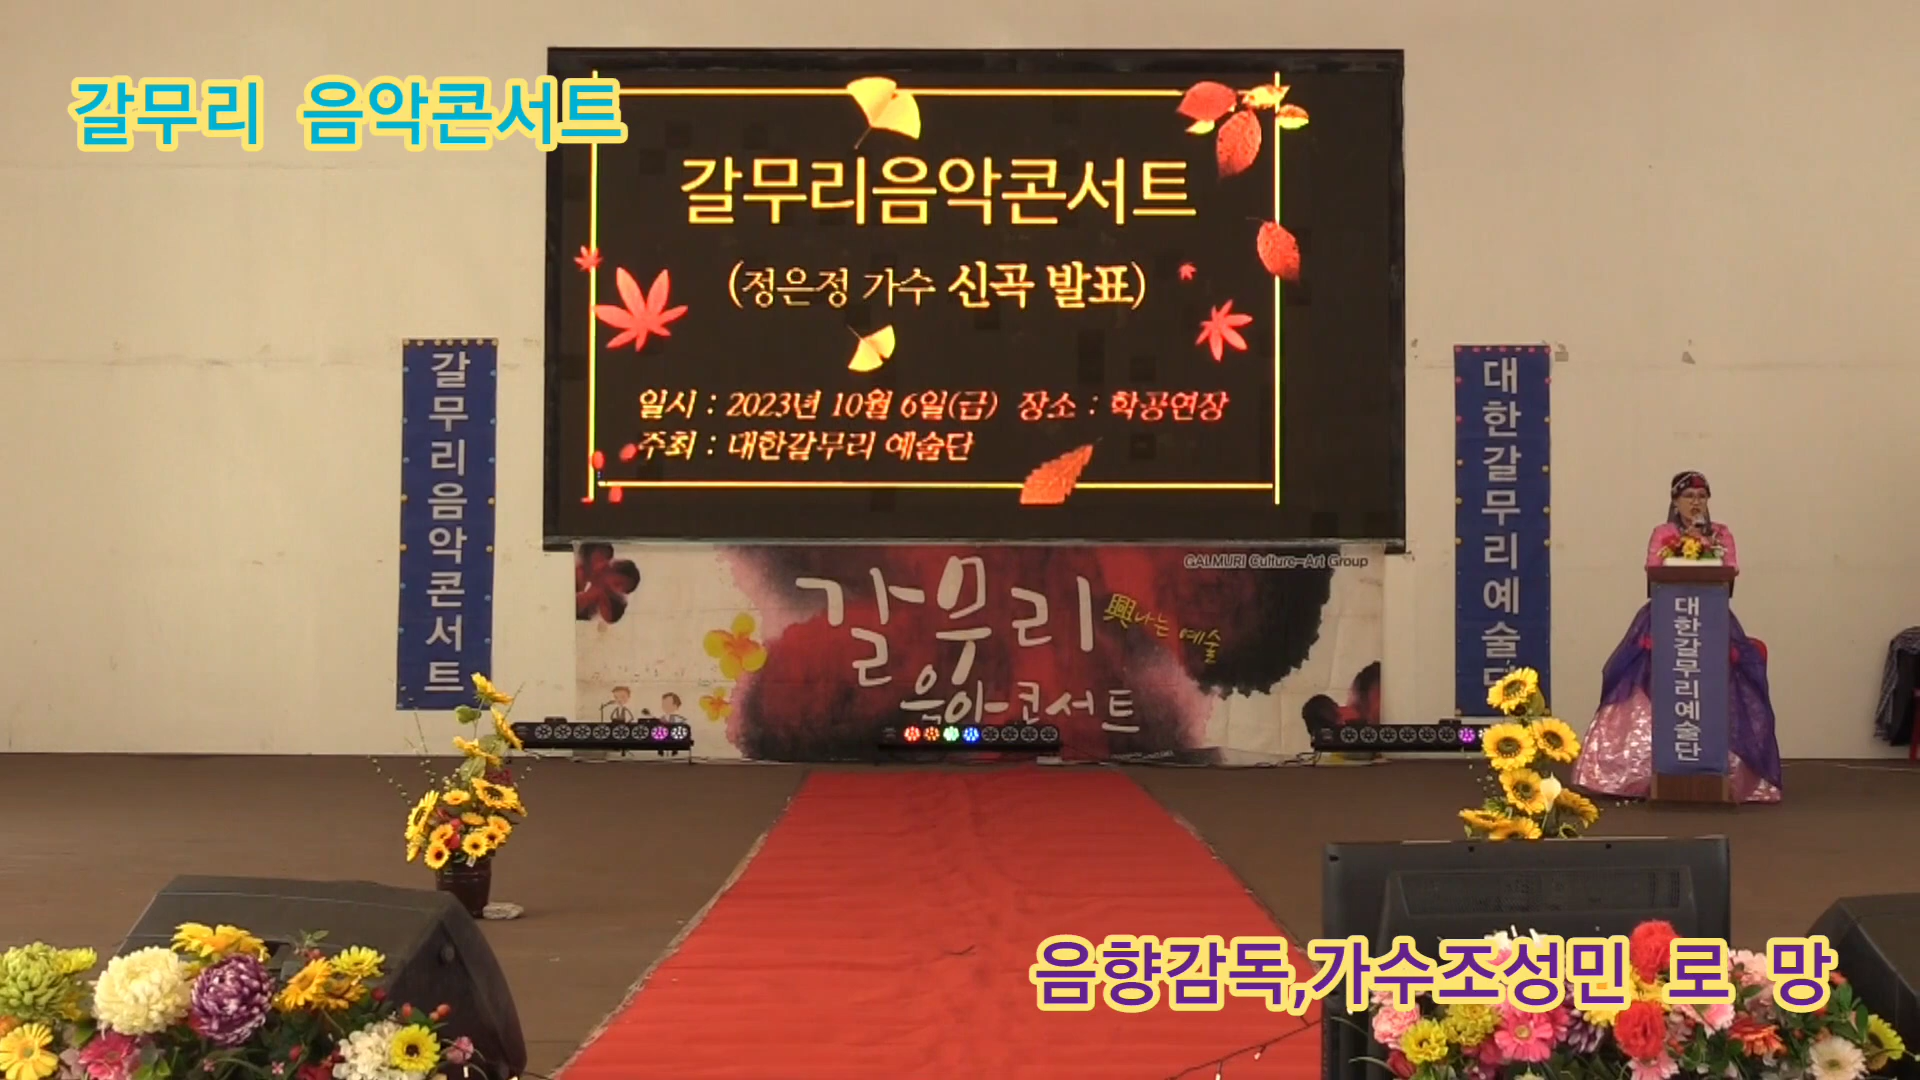 갈무리 음악콘서트
갈무리음악콘서트
(정은정 가수 신곡 발표)
일시 : 2023년 10월 6일(금) 장소 : 학공연장
주최 : 대한갈무리 예술단
갈무리음악콘서트
대한갈무리예술단
GALMURI Culture-Art Group
갈무리
興나는 예술
음악콘서트
대한갈무리예술단
음향감독,가수조성민 로 망